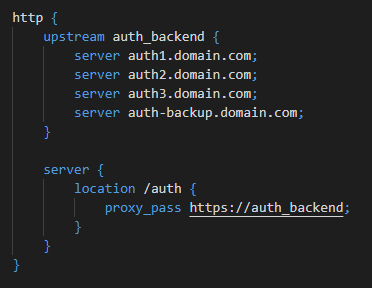 http {
    upstream auth_backend {
        server auth1.domain.com;
        server auth2.domain.com;
        server auth3.domain.com;
        server auth-backup.domain.com;
    }

    server {
        location /auth {
            proxy_pass https://auth_backend;
        }
    }
}